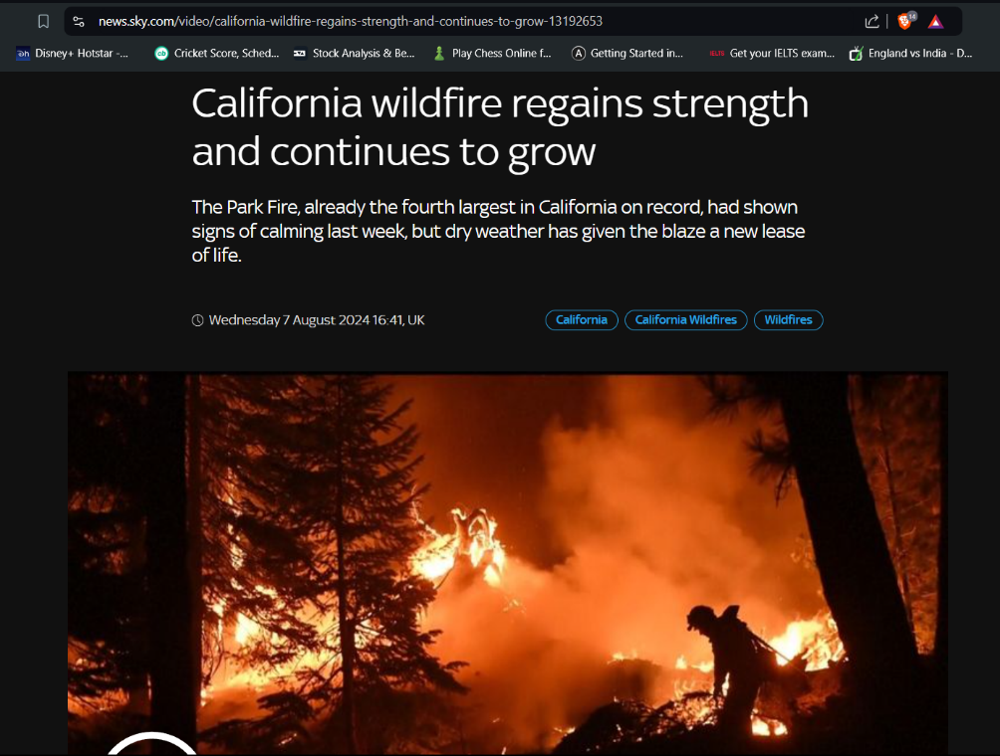 news.sky.com/video/california-wildfire-regains-strength-and-continues-to-grow-13192653
14
Disney+ Hotstar -... Cricket Score, Sched... Stock Analysis & Be... Play Chess Online f... Getting Started in... IELTS Get your IELTS exam... England vs India - D...
California wildfire regains strength
and continues to grow
The Park Fire, already the fourth largest in California on record, had shown
signs of calming last week, but dry weather has given the blaze a new lease
of life.
Wednesday 7 August 2024 16:41, UK
California California Wildfires Wildfires